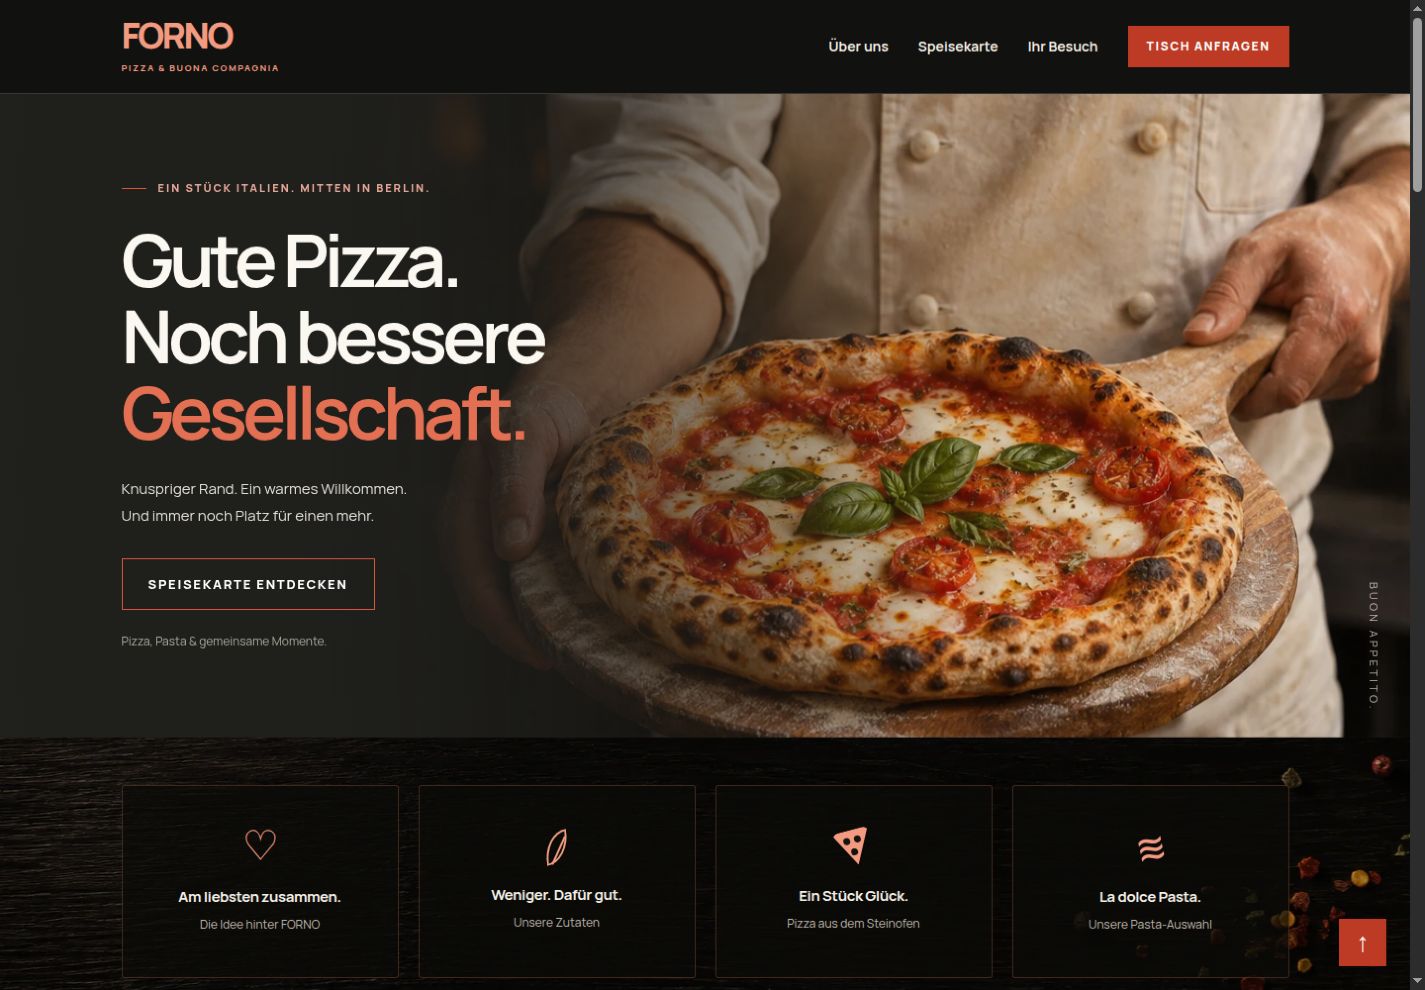 FORNO
PIZZA & BUONA COMPAGNIA
Über uns
Speisekarte
Ihr Besuch
TISCH ANFRAGEN
EIN STÜCK ITALIEN. MITTEN IN BERLIN.
Gute Pizza.
Noch bessere
Gesellschaft.
Knuspriger Rand. Ein warmes Willkommen.
Und immer noch Platz für einen mehr.
SPEISEKARTE ENTDECKEN
Pizza, Pasta & gemeinsame Momente.
BUON APPETITO.
Am liebsten zusammen.
Die Idee hinter FORNO
Weniger. Dafür gut.
Unsere Zutaten
Ein Stück Glück.
Pizza aus dem Steinofen
La dolce Pasta.
Unsere Pasta-Auswahl
↑